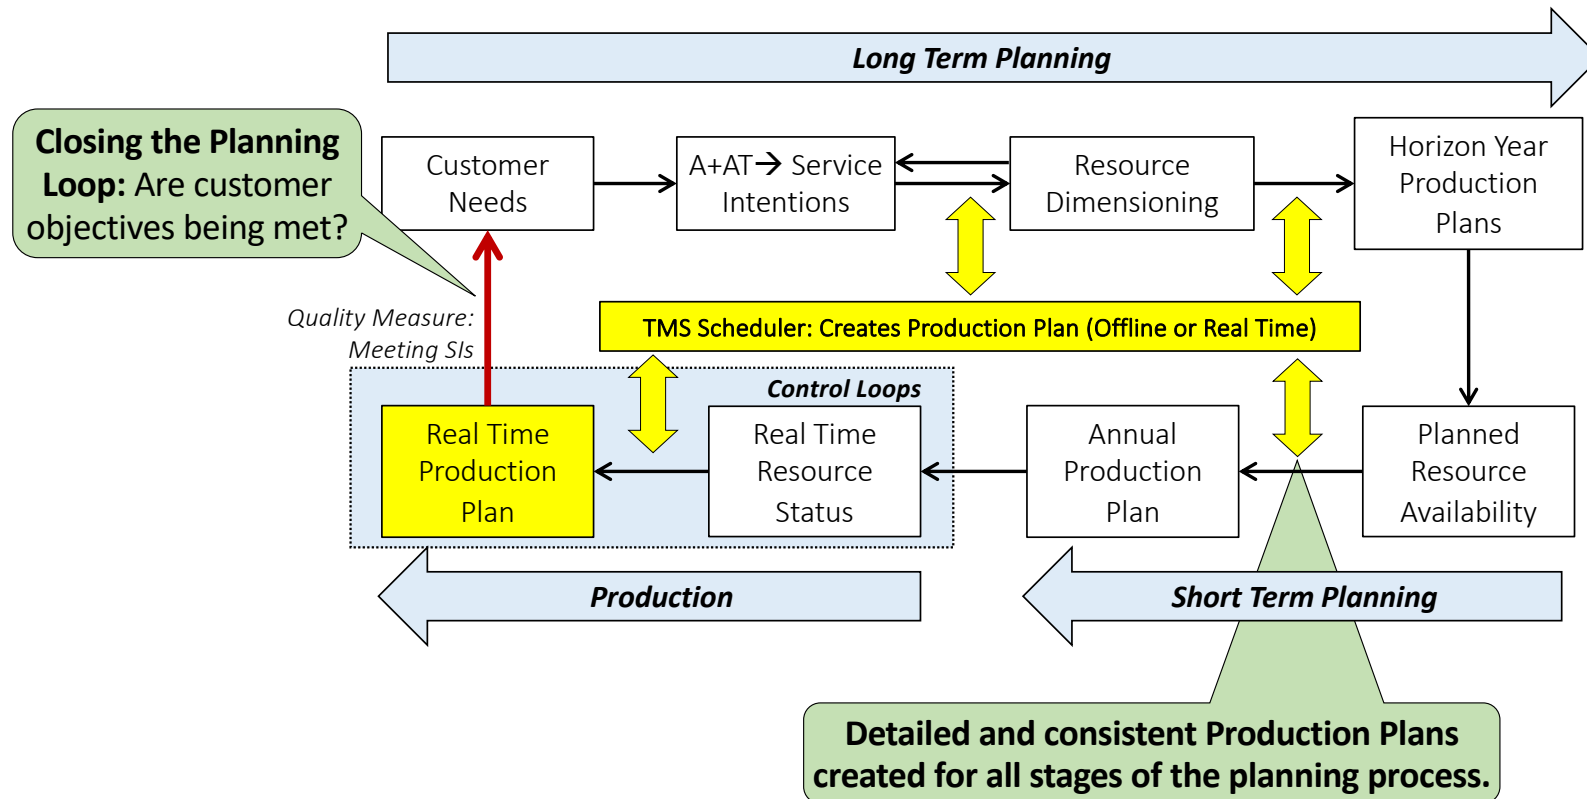 Long Term Planning
Closing the Planning
Loop: Are customer
objectives being met?
Customer
Needs
A+AT→ Service
Intentions
Resource
Dimensioning
Horizon Year
Production
Plans
Quality Measure:
Meeting SIs
TMS Scheduler: Creates Production Plan (Offline or Real Time)
Control Loops
Real Time
Production
Plan
Real Time
Resource
Status
Annual
Production
Plan
Planned
Resource
Availability
Production
Short Term Planning
Detailed and consistent Production Plans
created for all stages of the planning process.